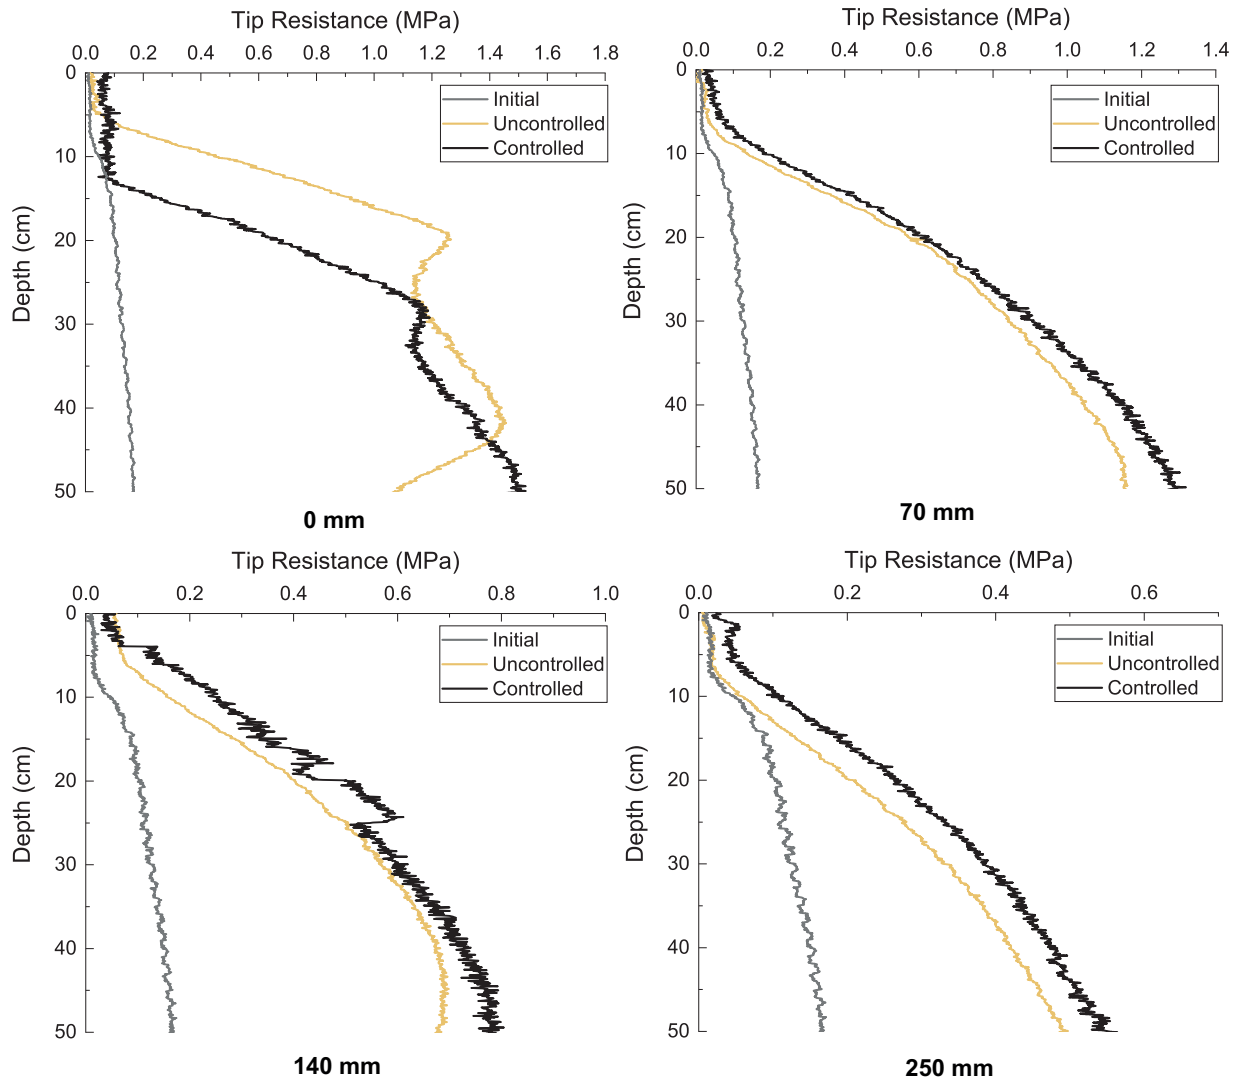 Tip Resistance (MPa)
0.0 0.2 0.4 0.6 0.8 1.0 1.2 1.4 1.6 1.8
0
10
20
30
40
50
Depth (cm)
Initial
Uncontrolled
Controlled
0 mm
Tip Resistance (MPa)
0.0 0.2 0.4 0.6 0.8 1.0 1.2 1.4
0
10
20
30
40
50
Depth (cm)
Initial
Uncontrolled
Controlled
70 mm
Tip Resistance (MPa)
0.0 0.2 0.4 0.6 0.8 1.0
0
10
20
30
40
50
Depth (cm)
Initial
Uncontrolled
Controlled
140 mm
Tip Resistance (MPa)
0.0 0.2 0.4 0.6
0
10
20
30
40
50
Depth (cm)
Initial
Uncontrolled
Controlled
250 mm